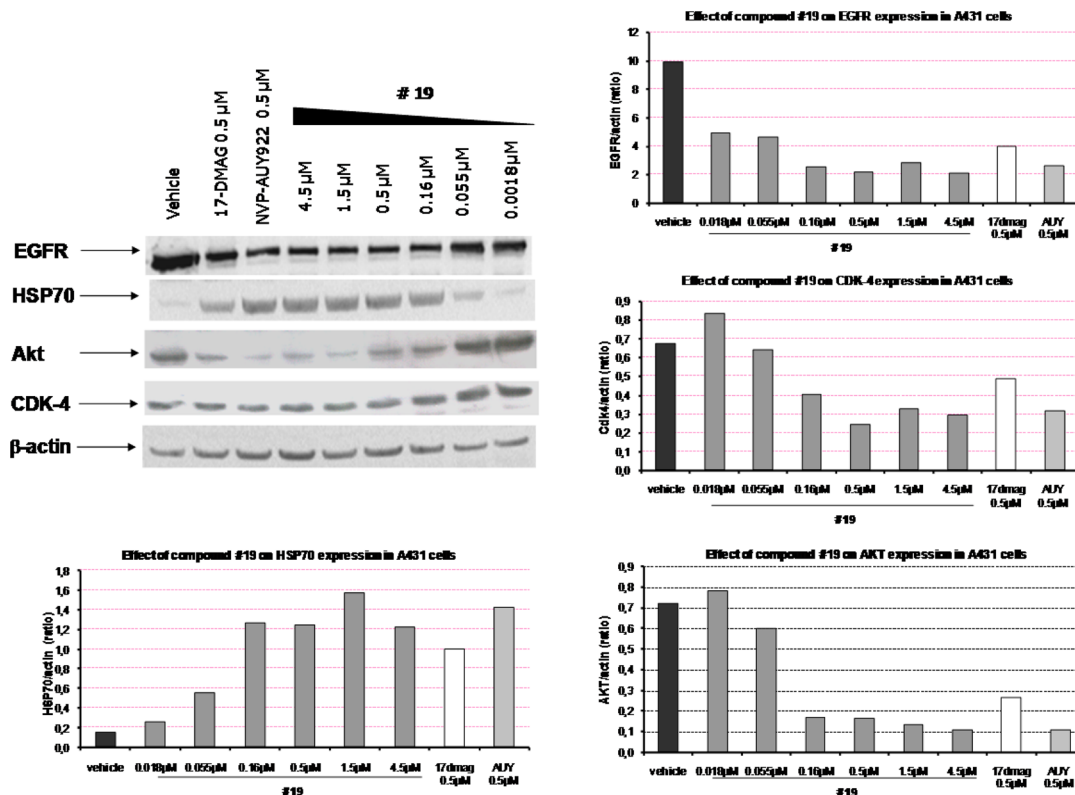 # 19
Vehicle
17-DMAG 0.5 µM
NVP-AUY922 0.5 µM
4.5 µM
1.5 µM
0.5 µM
0.16 µM
0.055 µM
0.0018µM
EGFR
HSP70
Akt
CDK-4
β-actin
Effect of compound #19 on EGFR expression in A431 cells
EGFR/actin (ratio)
12
10
8
6
4
2
0
vehicle 0.018µM 0.055µM 0.16µM 0.5µM 1.5µM 4.5µM 17dmag AUY
0.5µM 0.5µM
#19
Effect of compound #19 on CDK-4 expression in A431 cells
Cdk4/actin (ratio)
0,9
0,8
0,7
0,6
0,5
0,4
0,3
0,2
0,1
0,0
vehicle 0.018µM 0.055µM 0.16µM 0.5µM 1.5µM 4.5µM 17dmag AUY
0.5µM 0.5µM
#19
Effect of compound #19 on HSP70 expression in A431 cells
HSP70/actin (ratio)
1,8
1,6
1,4
1,2
1,0
0,8
0,6
0,4
0,2
0,0
vehicle 0.018µM 0.055µM 0.16µM 0.5µM 1.5µM 4.5µM 17dmag AUY
0.5µM 0.5µM
#19
Effect of compound #19 on AKT expression in A431 cells
AKT/actin (ratio)
0,9
0,8
0,7
0,6
0,5
0,4
0,3
0,2
0,1
0,0
vehicle 0.018µM 0.055µM 0.16µM 0.5µM 1.5µM 4.5µM 17dmag AUY
0.5µM 0.5µM
#19